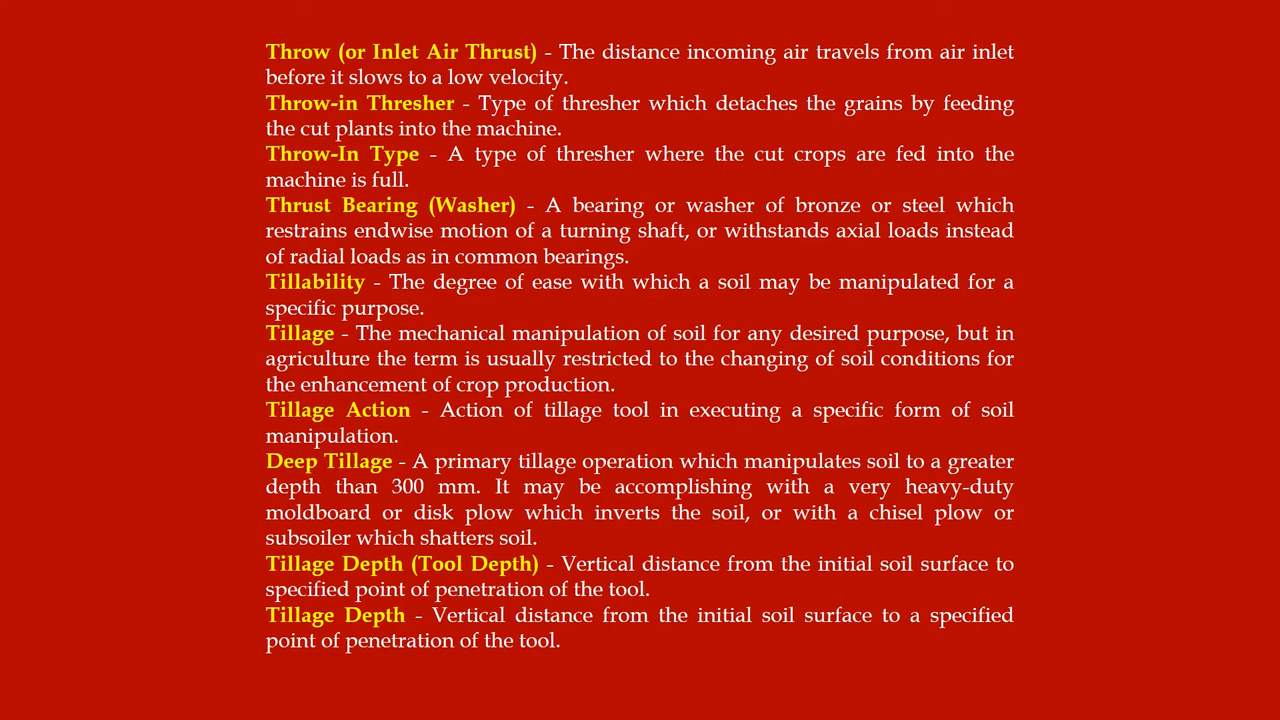 Throw (or Inlet Air Thrust) - The distance incoming air travels from air inlet
before it slows to a low velocity.
Throw-in Thresher - Type of thresher which detaches the grains by feeding
the cut plants into the machine.
Throw-In Type - A type of thresher where the cut crops are fed into the
machine is full.
Thrust Bearing (Washer) - A bearing or washer of bronze or steel which
restrains endwise motion of a turning shaft, or withstands axial loads instead
of radial loads as in common bearings.
Tillability - The degree of ease with which a soil may be manipulated for a
specific purpose.
Tillage - The mechanical manipulation of soil for any desired purpose, but in
agriculture the term is usually restricted to the changing of soil conditions for
the enhancement of crop production.
Tillage Action - Action of tillage tool in executing a specific form of soil
manipulation.
Deep Tillage - A primary tillage operation which manipulates soil to a greater
depth than 300 mm. It may be accomplishing with a very heavy-duty
moldboard or disk plow which inverts the soil, or with a chisel plow or
subsoiler which shatters soil.
Tillage Depth (Tool Depth) - Vertical distance from the initial soil surface to
specified point of penetration of the tool.
Tillage Depth - Vertical distance from the initial soil surface to a specified
point of penetration of the tool.